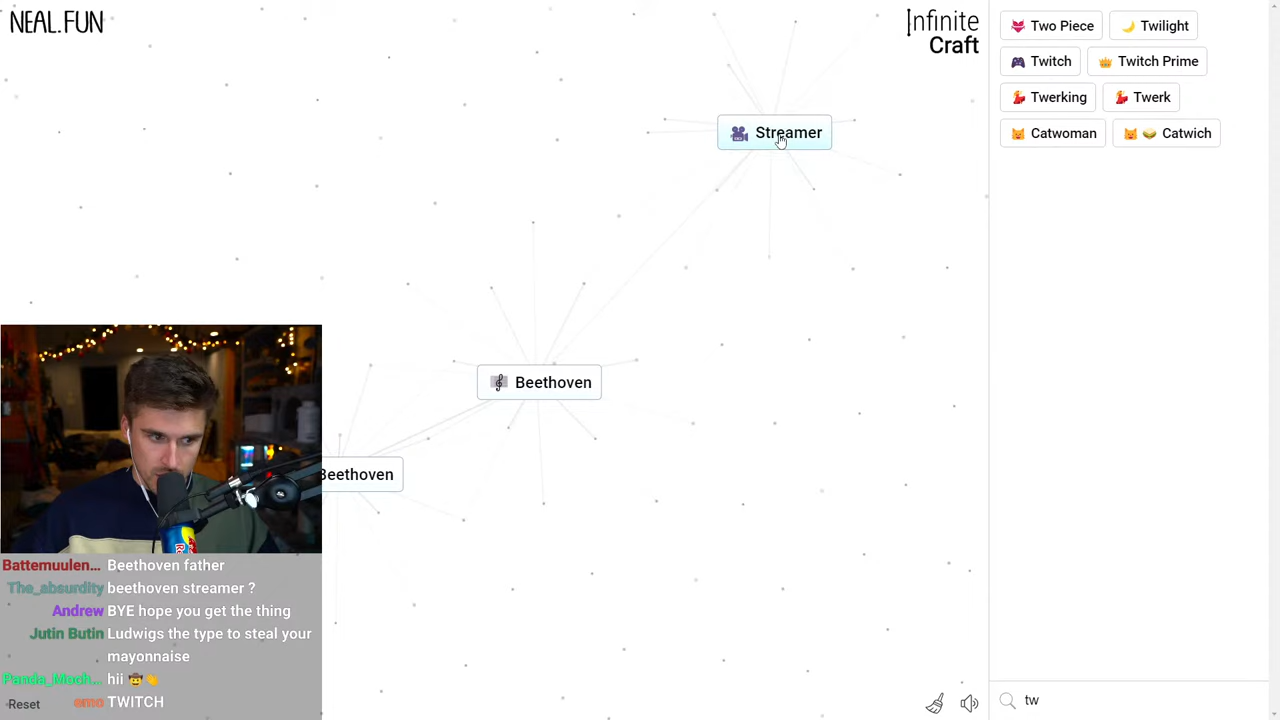 NEAL.FUN
Infinite
Craft
Two Piece
Twilight
Twitch
Twitch Prime
Twerking
Twerk
Catwoman
Catwich
Streamer
Beethoven
Beethoven
Battemuulen... Beethoven father
The_absurdity beethoven streamer ?
Andrew BYE hope you get the thing
Jutin Butin Ludwigs the type to steal your
mayonnaise
Panda_Moch... hii
omo TWITCH
Reset
tw